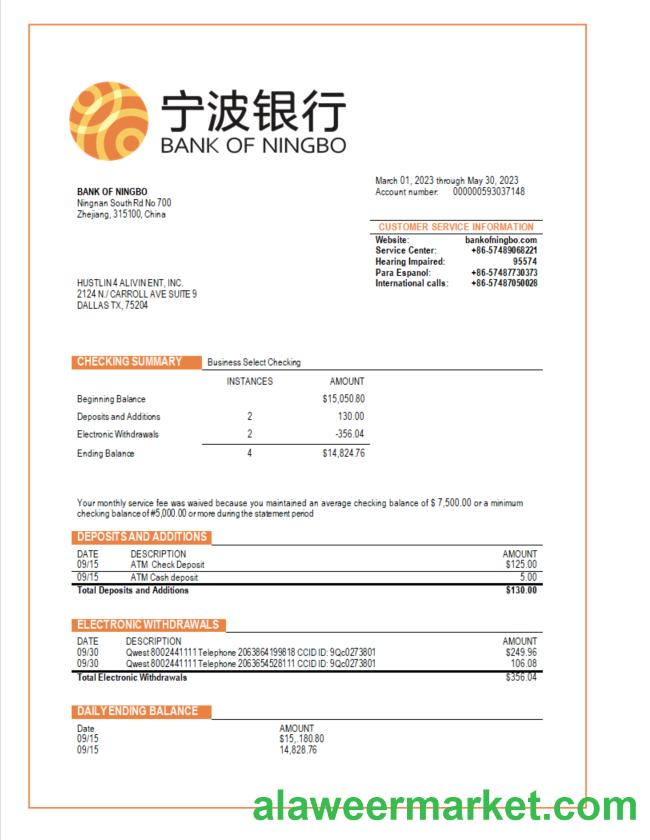 宁波银行
BANK OF NINGBO
March 01, 2023 through May 30, 2023
Account number: 000000593037148
BANK OF NINGBO
Ningnan South Rd No 700
Zhejiang, 315100, China
CUSTOMER SERVICE INFORMATION
Website: bankofningbo.com
Service Center: +86-57489068221
Hearing Impaired: 95574
Para Espanol: +86-57487730373
International calls: +86-57487050028
HUSTLIN 4 ALIVIN ENT, INC.
2124 N./ CARROLL AVE SUITE 9
DALLAS TX, 75204
CHECKING SUMMARY Business Select Checking
INSTANCES AMOUNT
Beginning Balance $15,050.80
Deposits and Additions 2 130.00
Electronic Withdrawals 2 -356.04
Ending Balance 4 $14,824.76
Your monthly service fee was waived because you maintained an average checking balance of $ 7,500.00 or a minimum
checking balance of #5,000.00 or more during the statement period
DEPOSITS AND ADDITIONS
DATE DESCRIPTION AMOUNT
09/15 ATM Check Deposit $125.00
09/15 ATM Cash deposit 5.00
Total Deposits and Additions $130.00
ELECTRONIC WITHDRAWALS
DATE DESCRIPTION AMOUNT
09/30 Qwest 8002441111 Telephone 2063864199818 CCID ID: 9Qc0273801 $249.96
09/30 Qwest 8002441111 Telephone 2063654528111 CCID ID: 9Qc0273801 106.08
Total Electronic Withdrawals $356.04
DAILY ENDING BALANCE
Date AMOUNT
09/15 $15,.180.80
09/15 14,828.76
alaweermarket.com